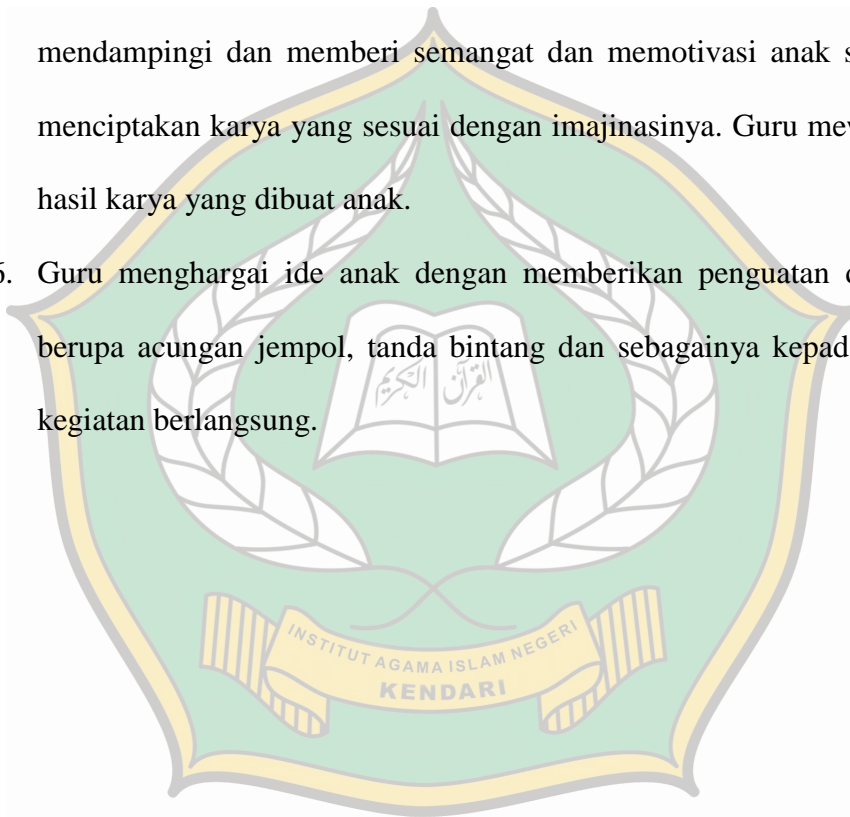 mendampingi dan memberi semangat dan memotivasi anak
menciptakan karya yang sesuai dengan imajinasinya. Guru
hasil karya yang dibuat anak.
6. Guru menghargai ide anak dengan memberikan penguatan
berupa acungan jempol, tanda bintang dan sebagainya
kegiatan berlangsung.
القرآن الكريم
INSTITUT AGAMA ISLAM NEGERI
KENDARI